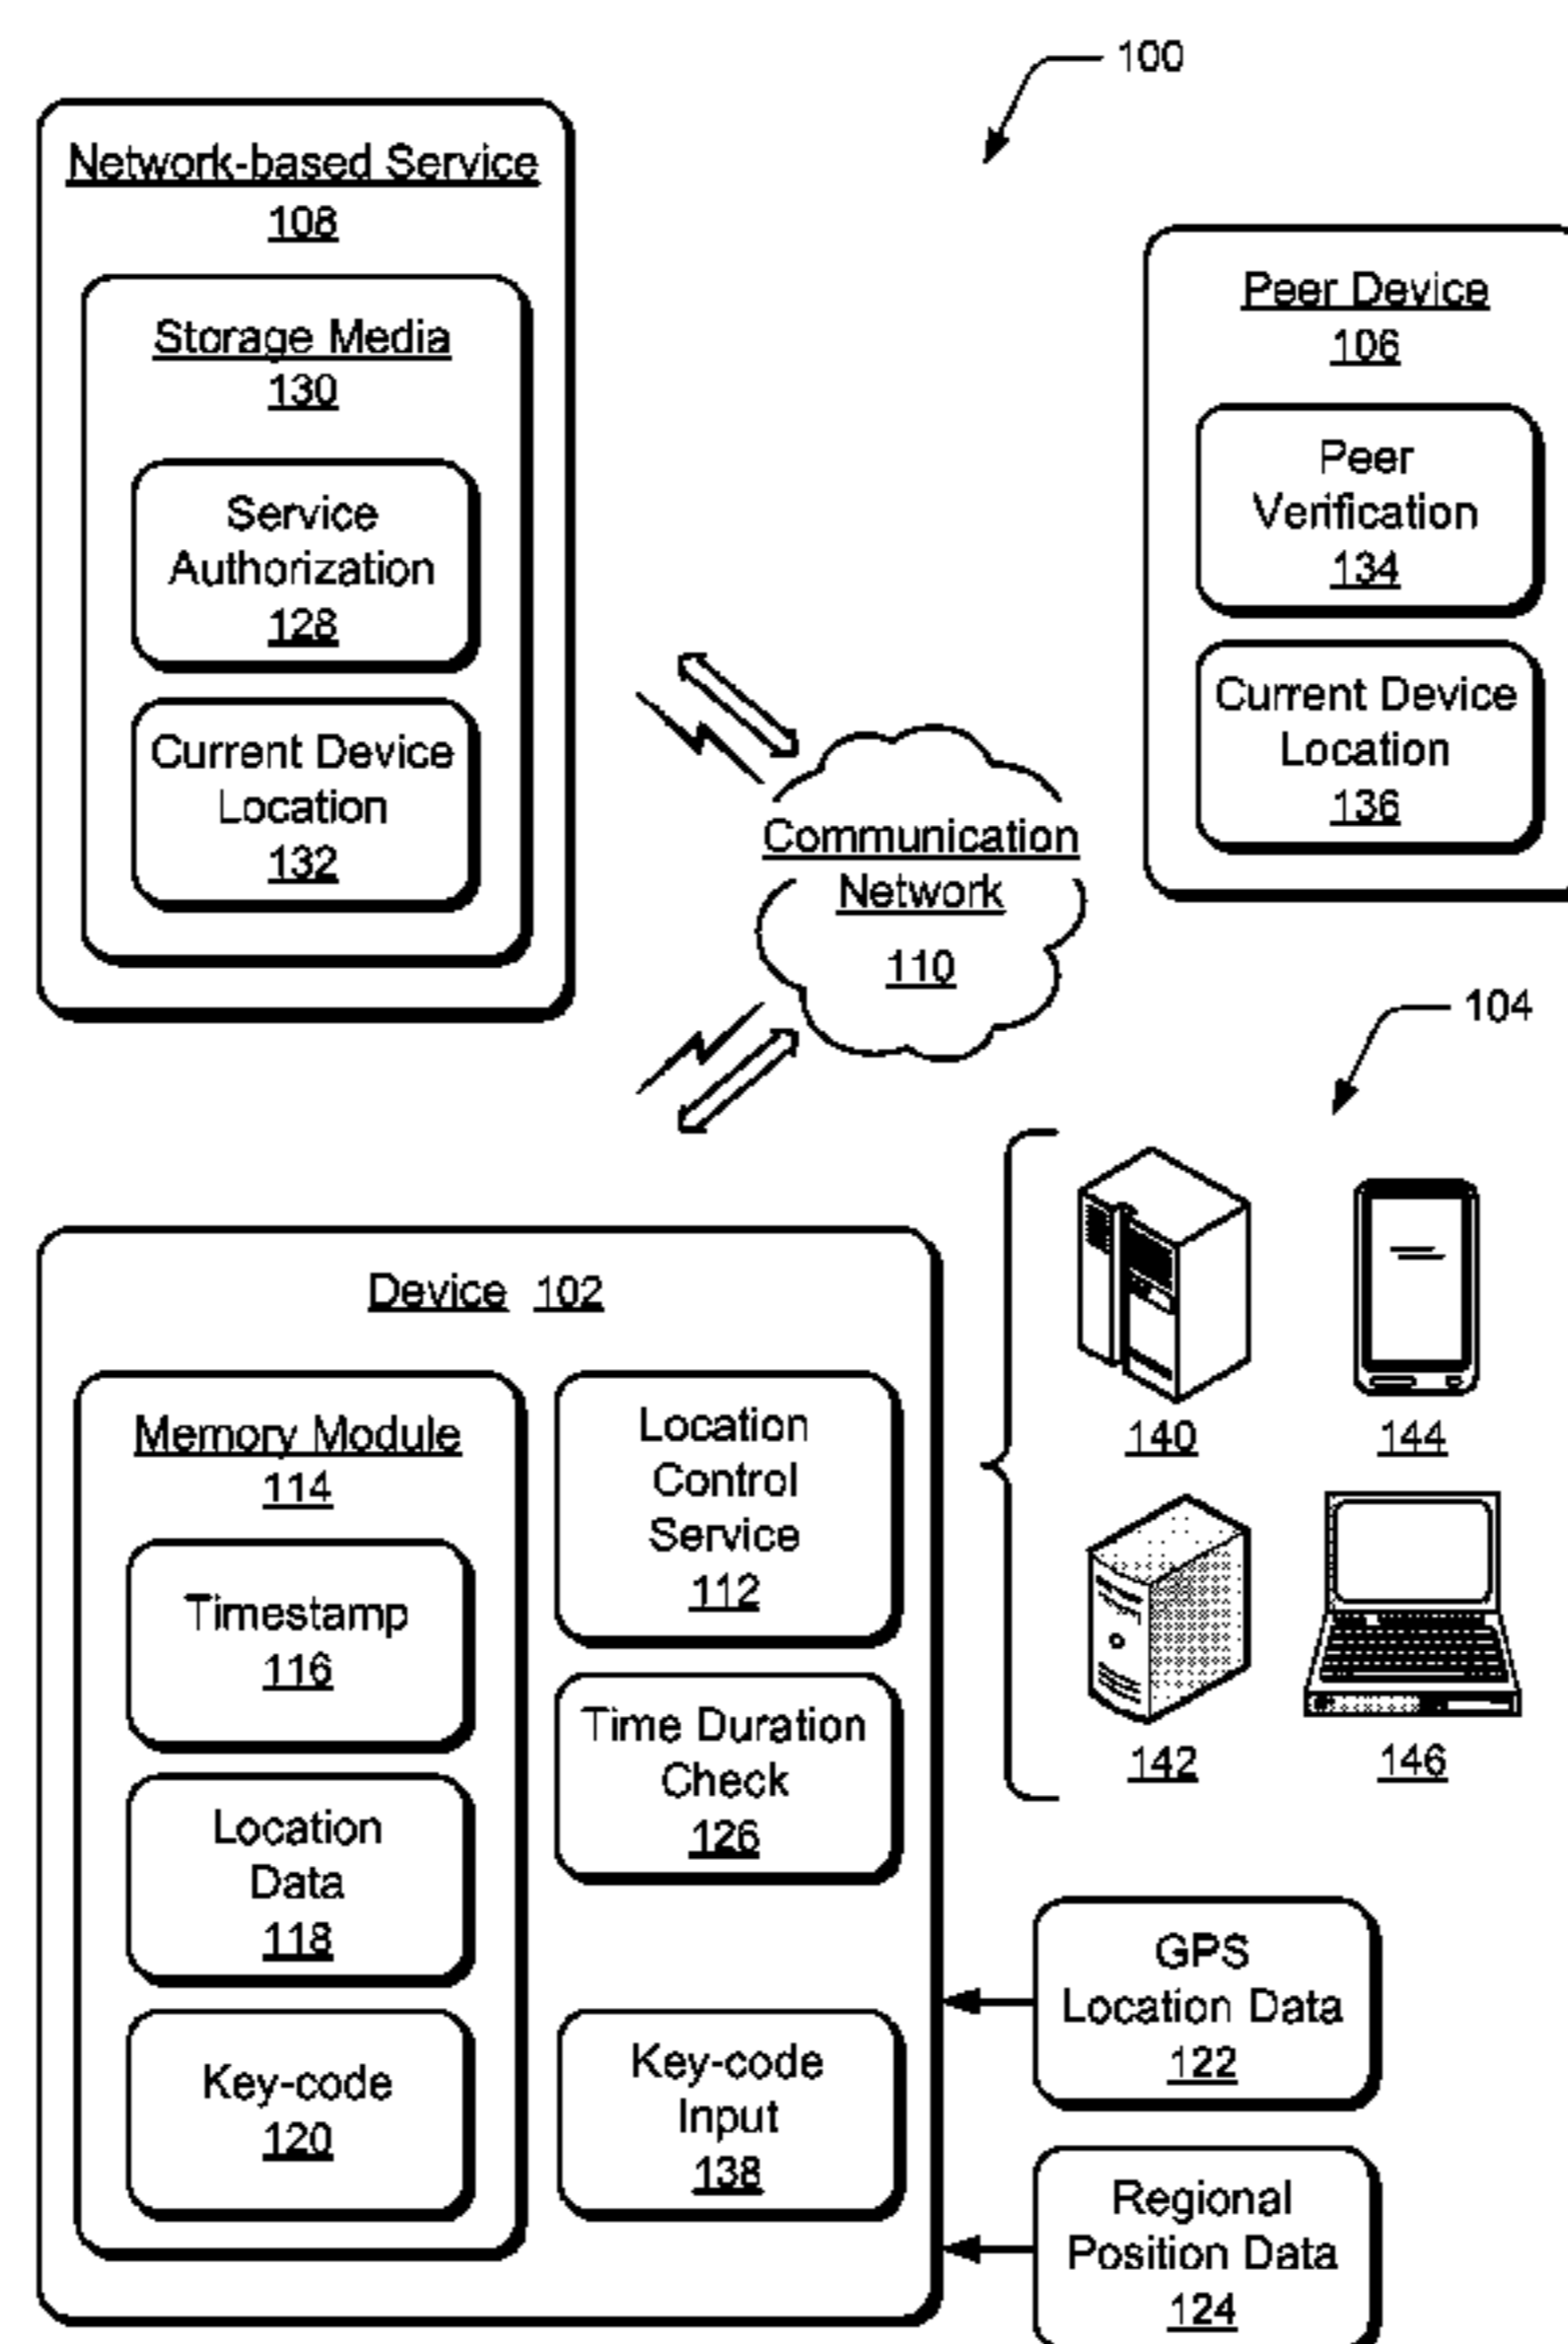 100
Network-based Service
108
Storage Media
130
Service
Authorization
128
Current Device
Location
132
Peer Device
106
Peer
Verification
134
Current Device
Location
136
Communication
Network
110
104
140
144
142
146
Device 102
Memory Module
114
Timestamp
116
Location
Data
118
Key-code
120
Location
Control
Service
112
Time Duration
Check
126
Key-code
Input
138
GPS
Location Data
122
Regional
Position Data
124